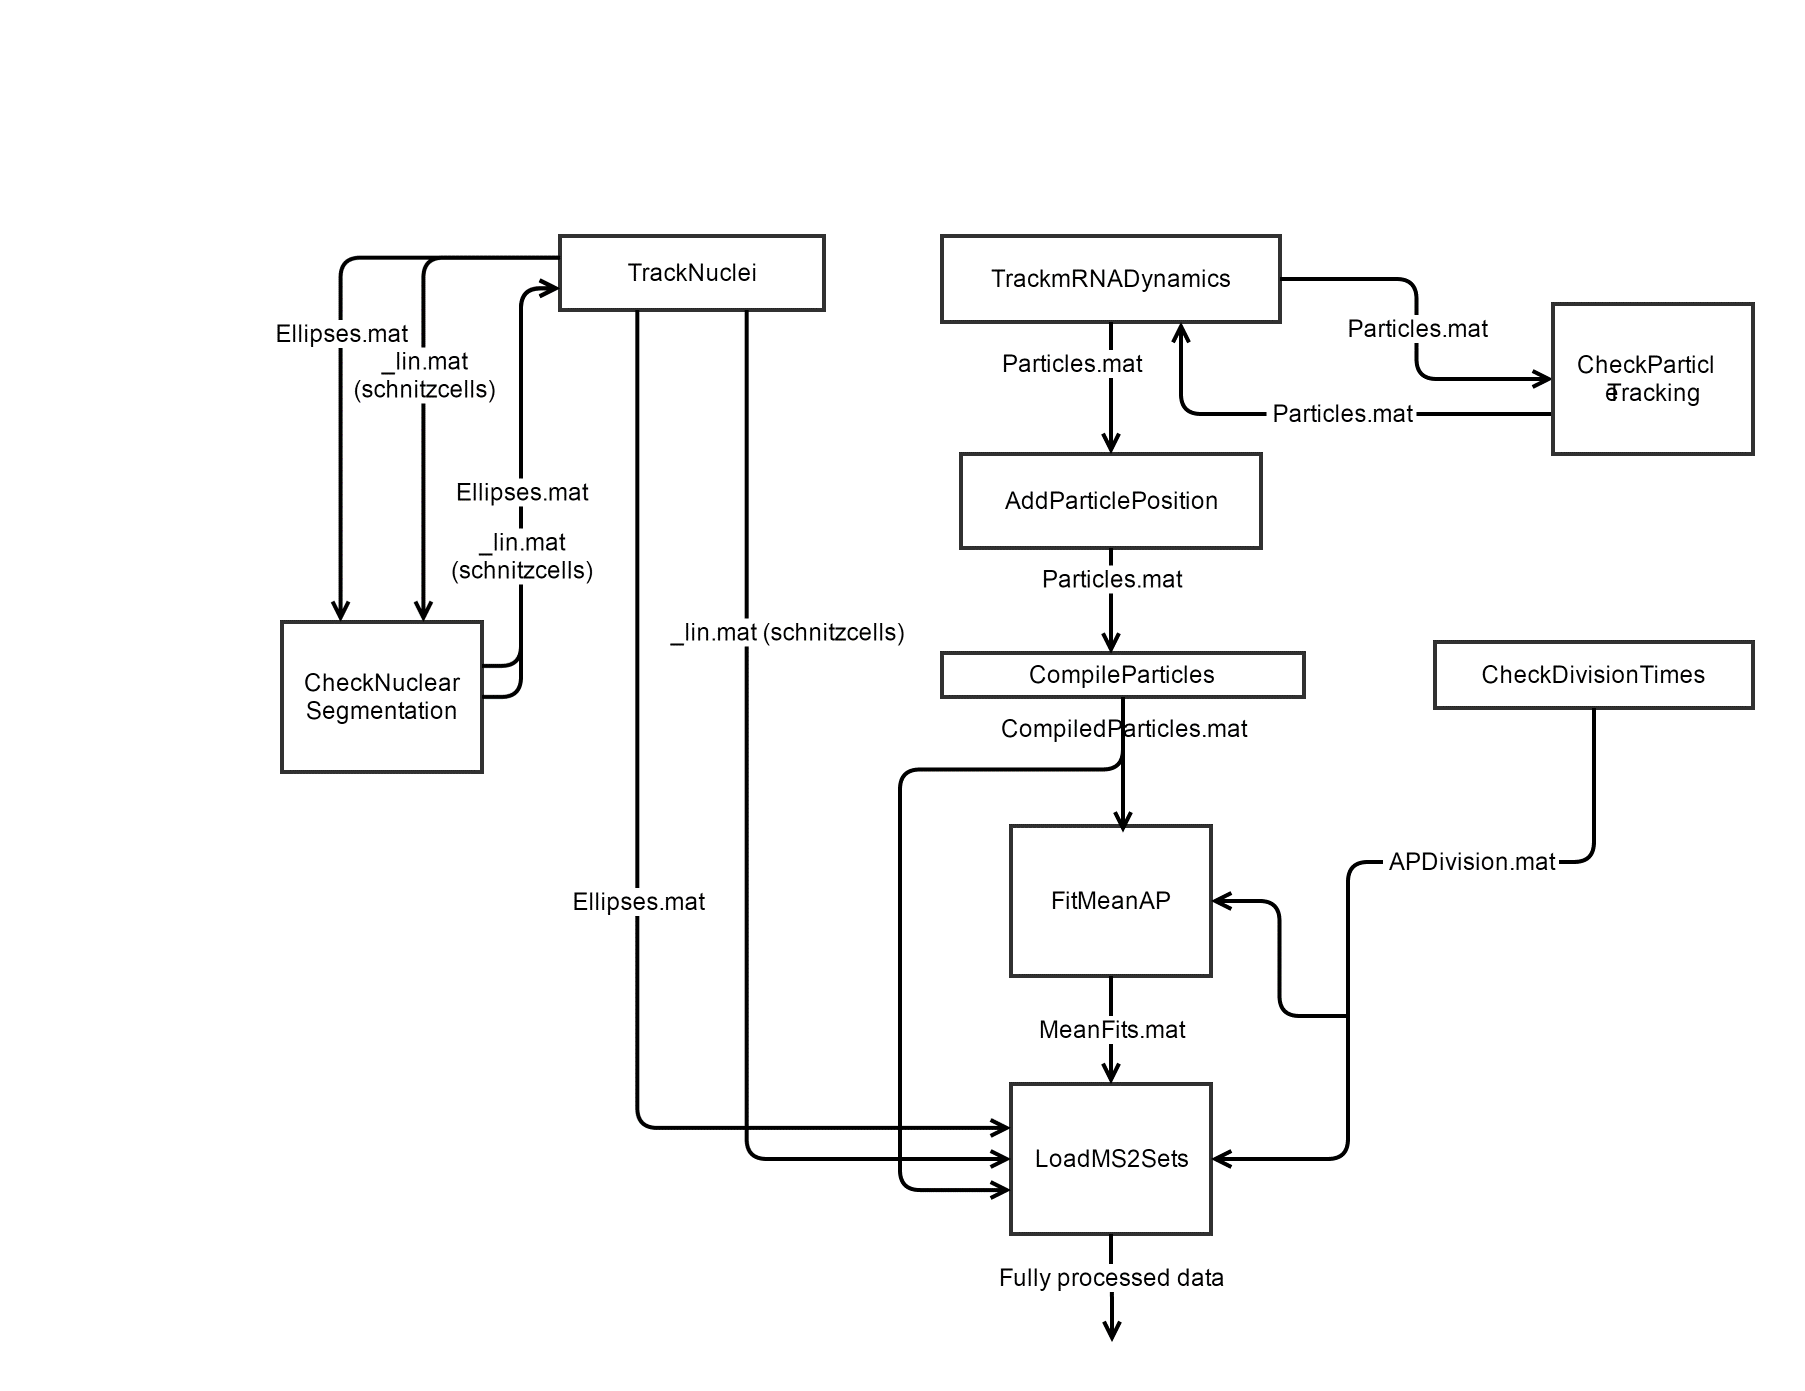 TrackNuclei
TrackmRNADynamics
Ellipses.mat
_lin.mat
(schnitzcells)
Particles.mat
Particles.mat
CheckParticl
eTracking
Particles.mat
Ellipses.mat
_lin.mat
(schnitzcells)
AddParticlePosition
Particles.mat
_lin.mat (schnitzcells)
CheckNuclear
Segmentation
CompileParticles
CheckDivisionTimes
CompiledParticles.mat
APDivision.mat
Ellipses.mat
FitMeanAP
MeanFits.mat
LoadMS2Sets
Fully processed data